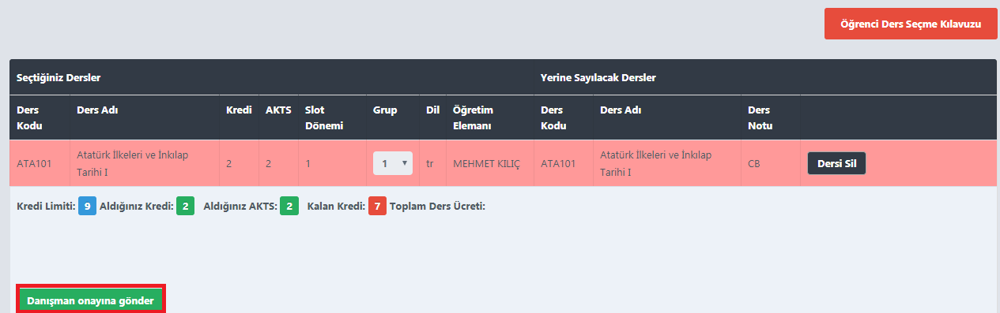 Öğrenci Ders Seçme Kılavuzu
Seçtiğiniz Dersler Yerine Sayılacak Dersler
Ders Kodu Ders Adı Kredi AKTS Slot Dönemi Grup Dil Öğretim Elemanı Ders Kodu Ders Adı Ders Notu
ATA101 Atatürk İlkeleri ve İnkılap Tarihi I 2 2 1 1 tr MEHMET KILIÇ ATA101 Atatürk İlkeleri ve İnkılap Tarihi I CB Dersi Sil
Kredi Limiti: 9 Aldığınız Kredi: 2 Aldığınız AKTS: 2 Kalan Kredi: 7 Toplam Ders Ücreti:
Danışman onayına gönder